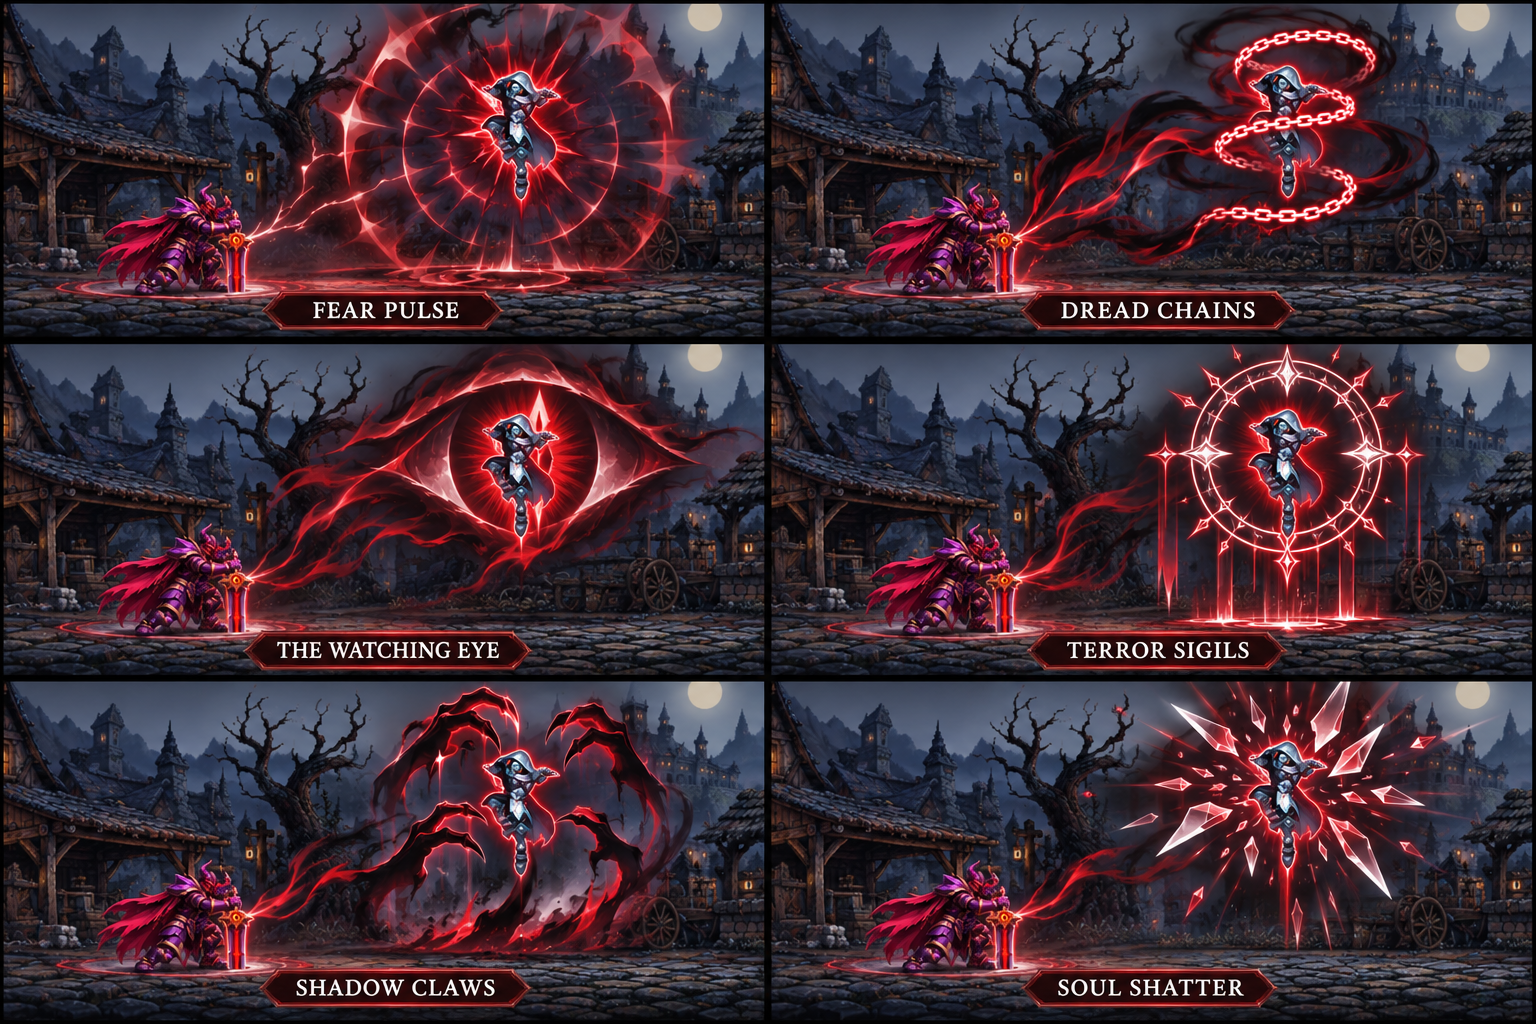 FEAR PULSE
DREAD CHAINS
THE WATCHING EYE
TERROR SIGILS
SHADOW CLAWS
SOUL SHATTER